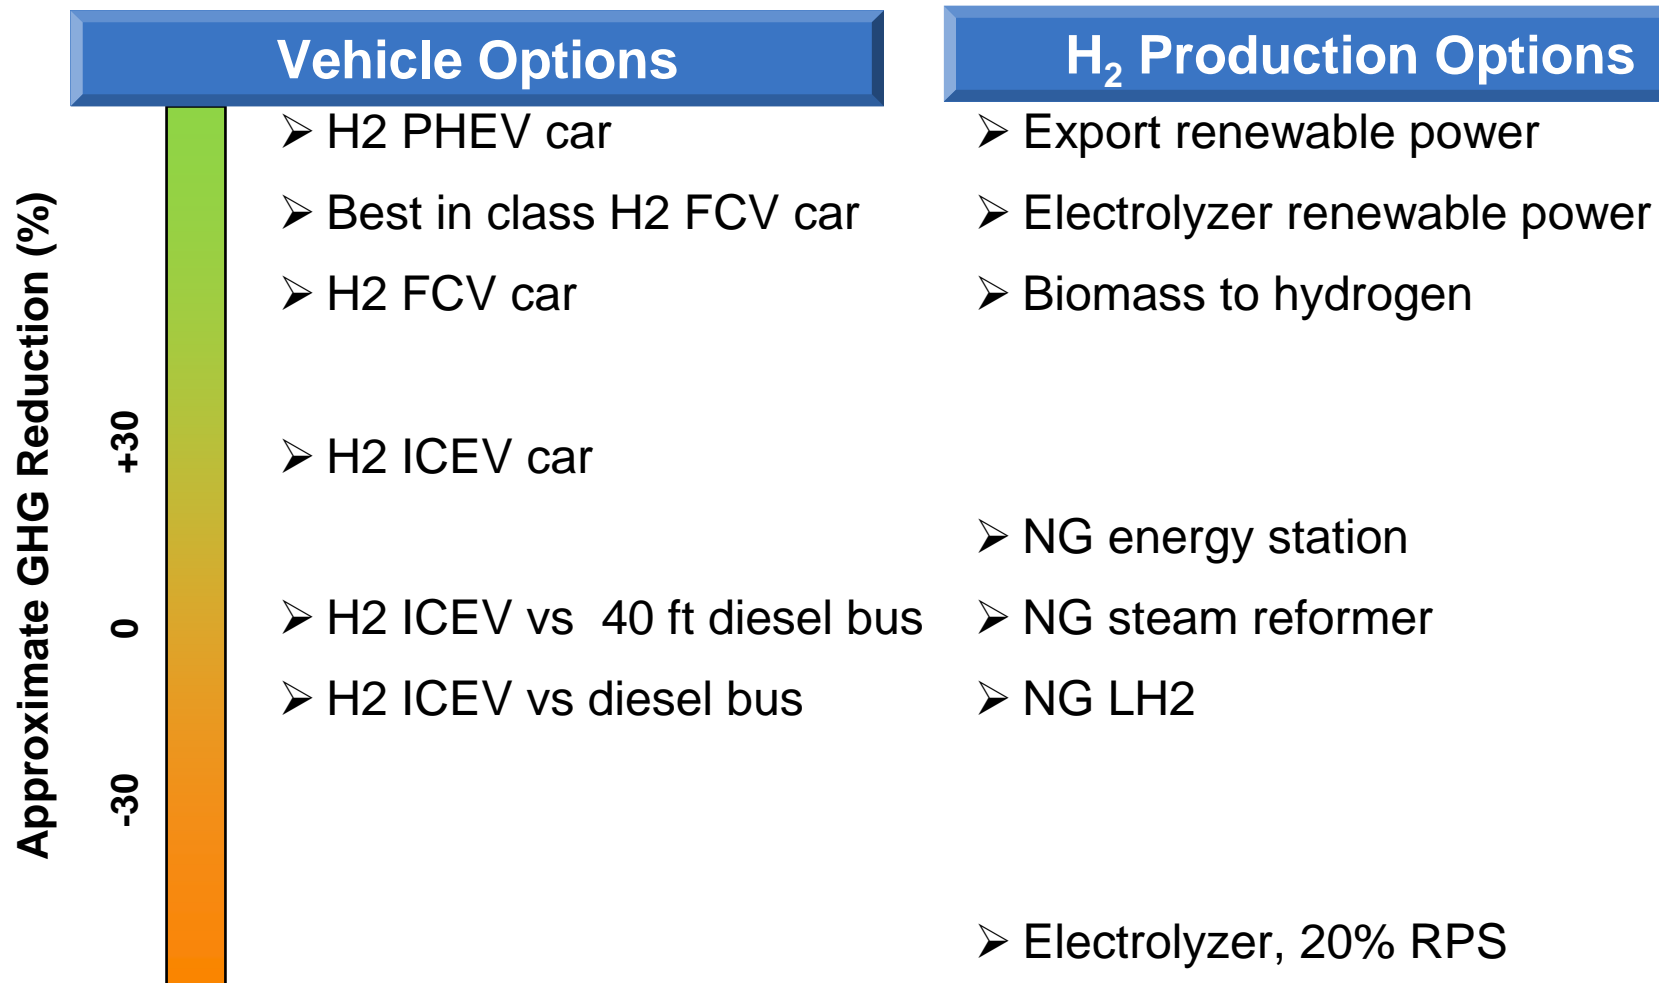 Vehicle Options
H₂ Production Options
Approximate GHG Reduction (%)
+30
0
-30
➢ H2 PHEV car
➢ Best in class H2 FCV car
➢ H2 FCV car
➢ H2 ICEV car
➢ H2 ICEV vs  40 ft diesel bus
➢ H2 ICEV vs diesel bus
➢ Export renewable power
➢ Electrolyzer renewable power
➢ Biomass to hydrogen
➢ NG energy station
➢ NG steam reformer
➢ NG LH2
➢ Electrolyzer, 20% RPS